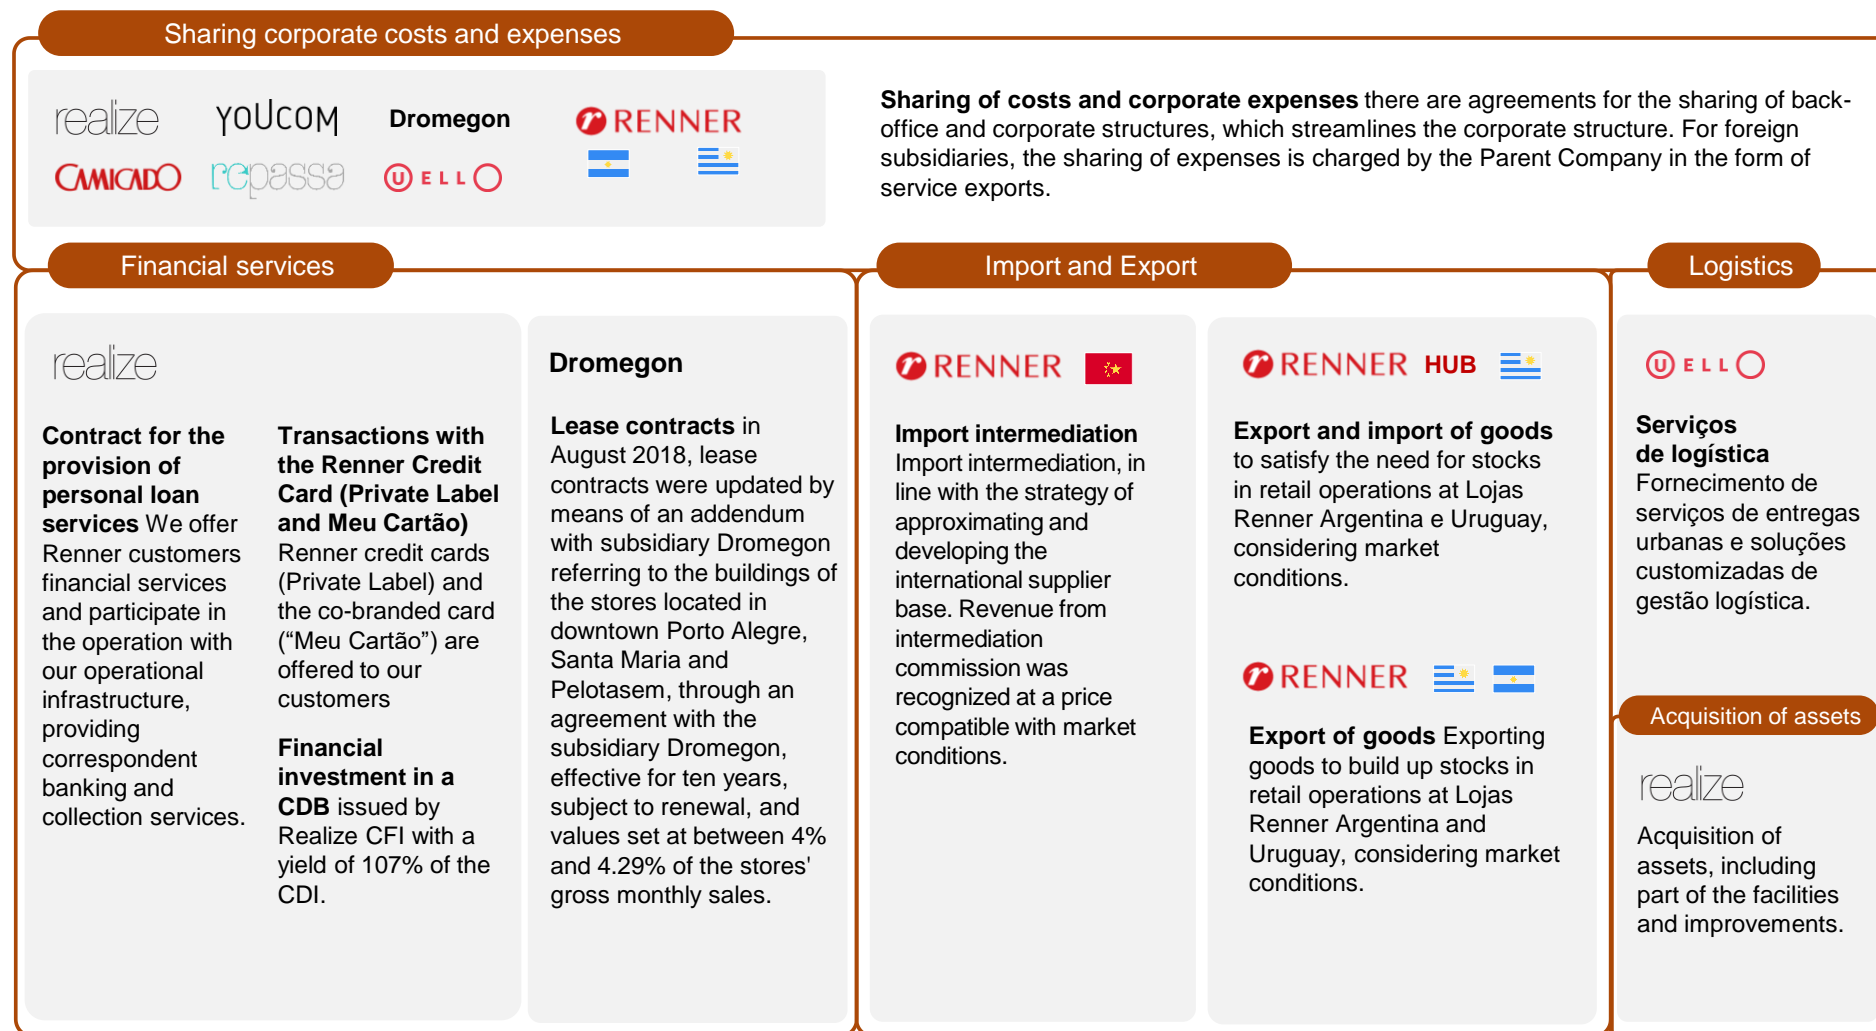 Sharing corporate costs and expenses
realize
YOUCOM
Dromegon
RENNER
CAMICADO
repassa
UELLO
Sharing of costs and corporate expenses there are agreements for the sharing of back-
office and corporate structures, which streamlines the corporate structure. For foreign
subsidiaries, the sharing of expenses is charged by the Parent Company in the form of
service exports.
Financial services
realize
Contract for the
provision of
personal loan
services We offer
Renner customers
financial services
and participate in
the operation with
our operational
infrastructure,
providing
correspondent
banking and
collection services.
Transactions with
the Renner Credit
Card (Private Label
and Meu Cartão)
Renner credit cards
(Private Label) and
the co-branded card
(“Meu Cartão”) are
offered to our
customers
Financial
investment in a
CDB issued by
Realize CFI with a
yield of 107% of the
CDI.
Dromegon
Lease contracts in
August 2018, lease
contracts were updated by
means of an addendum
with subsidiary Dromegon
referring to the buildings of
the stores located in
downtown Porto Alegre,
Santa Maria and
Pelotasem, through an
agreement with the
subsidiary Dromegon,
effective for ten years,
subject to renewal, and
values set at between 4%
and 4.29% of the stores'
gross monthly sales.
Import and Export
RENNER
Import intermediation
Import intermediation, in
line with the strategy of
approximating and
developing the
international supplier
base. Revenue from
intermediation
commission was
recognized at a price
compatible with market
conditions.
RENNER HUB
Export and import of goods
to satisfy the need for stocks
in retail operations at Lojas
Renner Argentina e Uruguay,
considering market
conditions.
RENNER
Export of goods Exporting
goods to build up stocks in
retail operations at Lojas
Renner Argentina and
Uruguay, considering market
conditions.
Logistics
UELLO
Serviços
de logística
Fornecimento de
serviços de entregas
urbanas e soluções
customizadas de
gestão logística.
Acquisition of assets
realize
Acquisition of
assets, including
part of the facilities
and improvements.